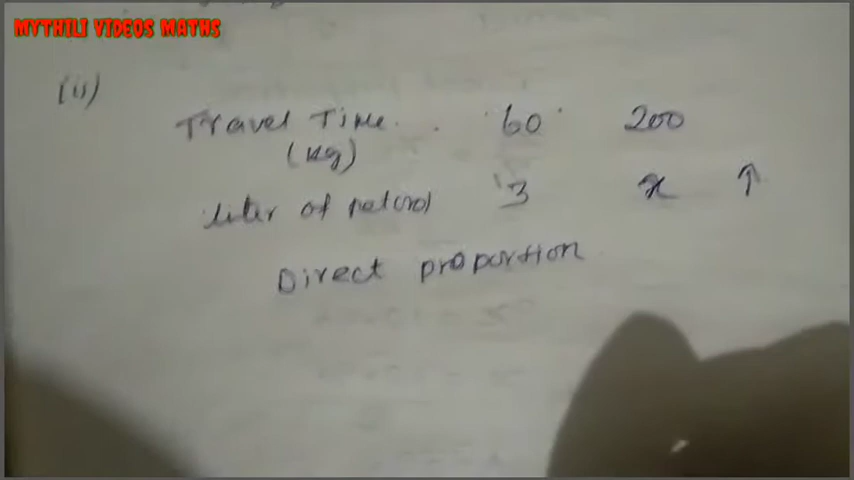 MYTHILI VIDEOS MATHS
(ii)
Travel Time 60 200
(Kg)
liter of petrol 3 x ↑
Direct proportion